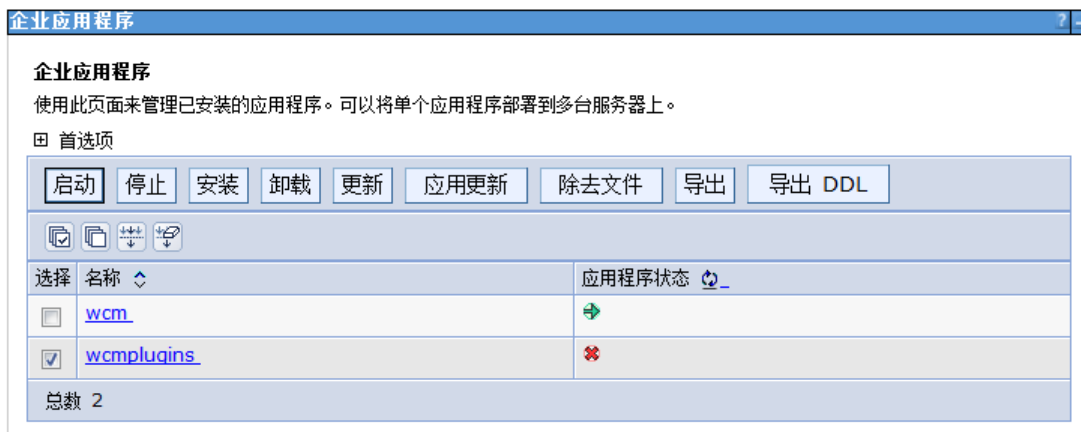 企业应用程序
?
企业应用程序
使用此页面来管理已安装的应用程序。可以将单个应用程序部署到多台服务器上。
首选项
启动 停止 安装 卸载 更新 应用更新 除去文件 导出 导出 DDL
选择 名称 应用程序状态
wcm
wcmplugins
总数 2